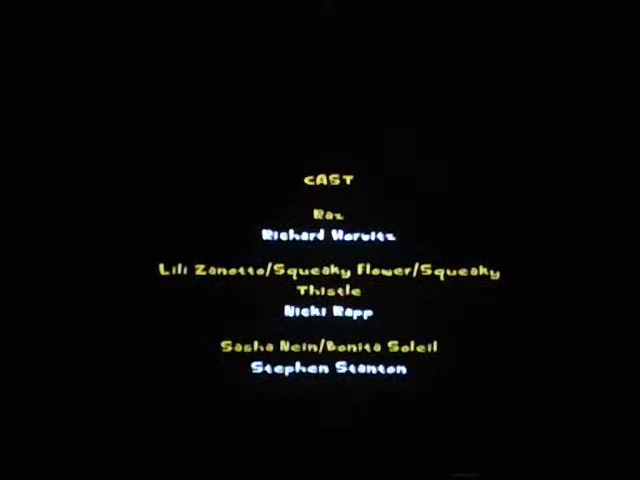 CAST
Raz
Richard Horvitz
Lili Zanotto/Squeaky Flower/Squeaky
Thistle
Nicki Rapp
Sasha Nein/Bonita Soleil
Stephen Stanton